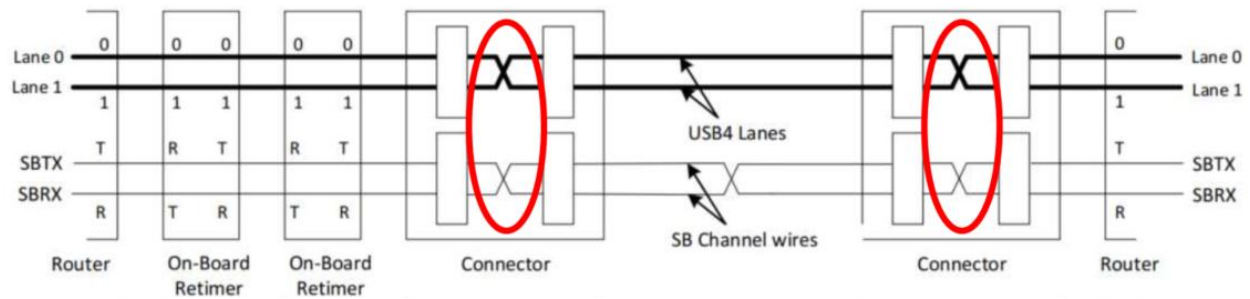 0 0 0 0 0 0
Lane 0 Lane 0
Lane 1 Lane 1
1 1 1 1 1 1
USB4 Lanes
T R T R T T
SBTX SBTX
SBRX SBRX
R T R T R R
SB Channel wires
Router On-Board On-Board Connector Connector Router
Retimer Retimer